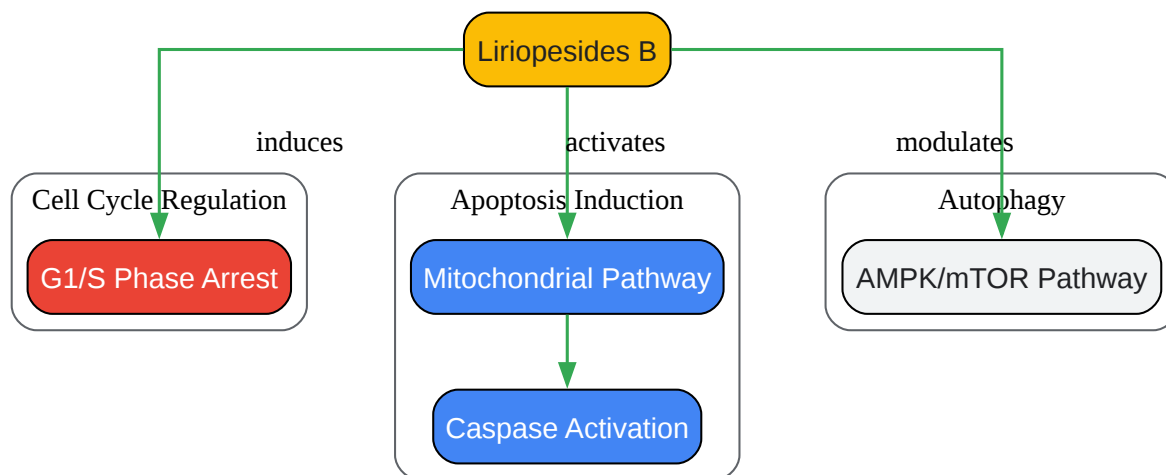 Liriopesides B
induces
activates
modulates
Cell Cycle Regulation
Apoptosis Induction
Autophagy
G1/S Phase Arrest
Mitochondrial Pathway
AMPK/mTOR Pathway
Caspase Activation